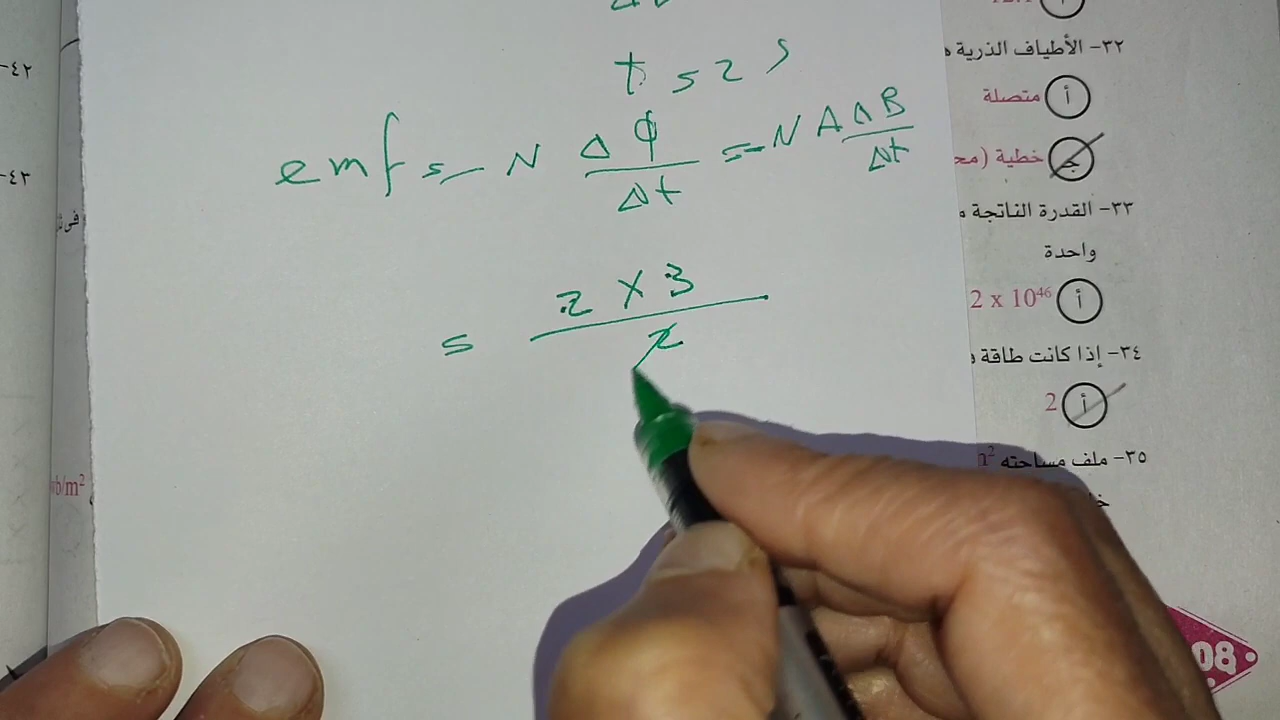 t = 2 s
emf = - N ΔΦ/Δt = - N A ΔB/Δt
= 2 × 3 / 2
٣٢- الأطياف الذرية
أ متصلة
جـ خطية
٣٣- القدرة الناتجة
واحدة
أ 2 x 10⁴⁶
٣٤- إذا كانت طاقة
أ 2
٣٥- ملف مساحته
08
-٤٢
-٤٣
wb/m²